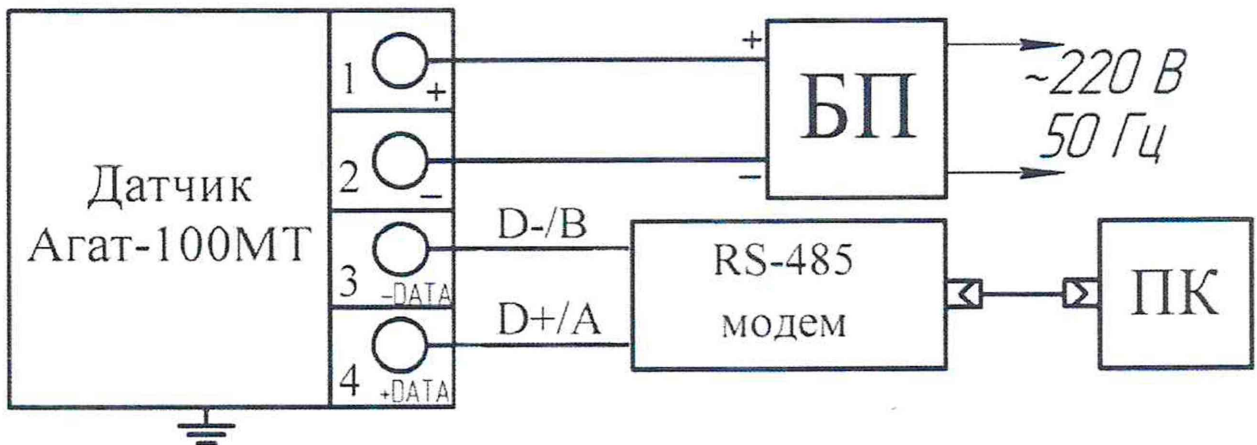 Датчик
Агат-100МТ
1
+
2
–
3
-DATA
4
+DATA
+
–
БП
~220 В
50 Гц
D-/B
D+/A
RS-485
модем
ПК